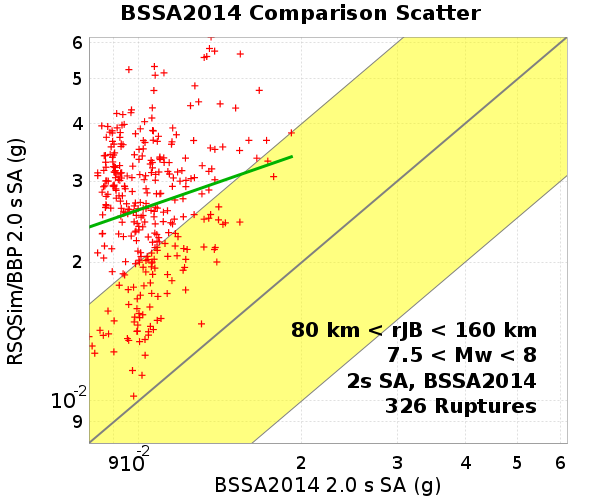 BSSA2014 Comparison Scatter
RSQSim/BBP 2.0 s SA (g)
6
5
4
3
2
10-2
9
80 km < rJB < 160 km
7.5 < Mw < 8
2s SA, BSSA2014
326 Ruptures
9 10-2 2 3 4 5 6
BSSA2014 2.0 s SA (g)